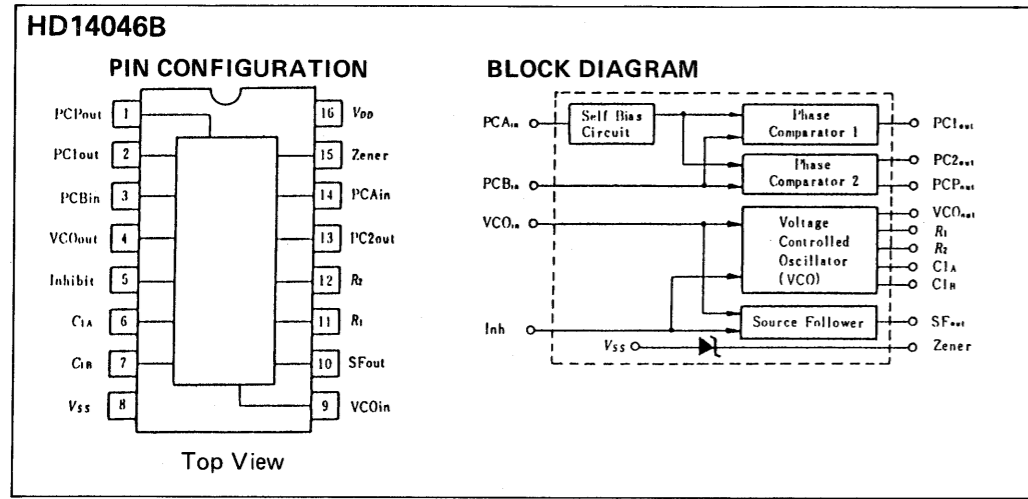 HD14046B
PIN CONFIGURATION
PCPout 1
PC1out 2
PCBin 3
VCOout 4
Inhibit 5
C1A 6
C1B 7
VSS 8
16 VDD
15 Zener
14 PCAin
13 PC2out
12 R2
11 R1
10 SFout
9 VCOin
Top View
BLOCK DIAGRAM
PCAin
PCBin
VCOin
Inh
VSS
Self Bias
Circuit
Phase
Comparator 1
Phase
Comparator 2
Voltage
Controlled
Oscillator
(VCO)
Source Follower
PC1out
PC2out
PCPout
VCOout
R1
R2
C1A
C1B
SFout
Zener